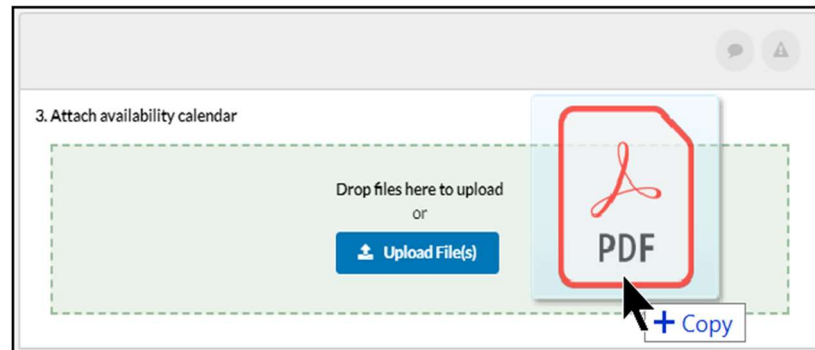 3. Attach availability calendar
Drop files here to upload
or
Upload File(s)
PDF
+ Copy